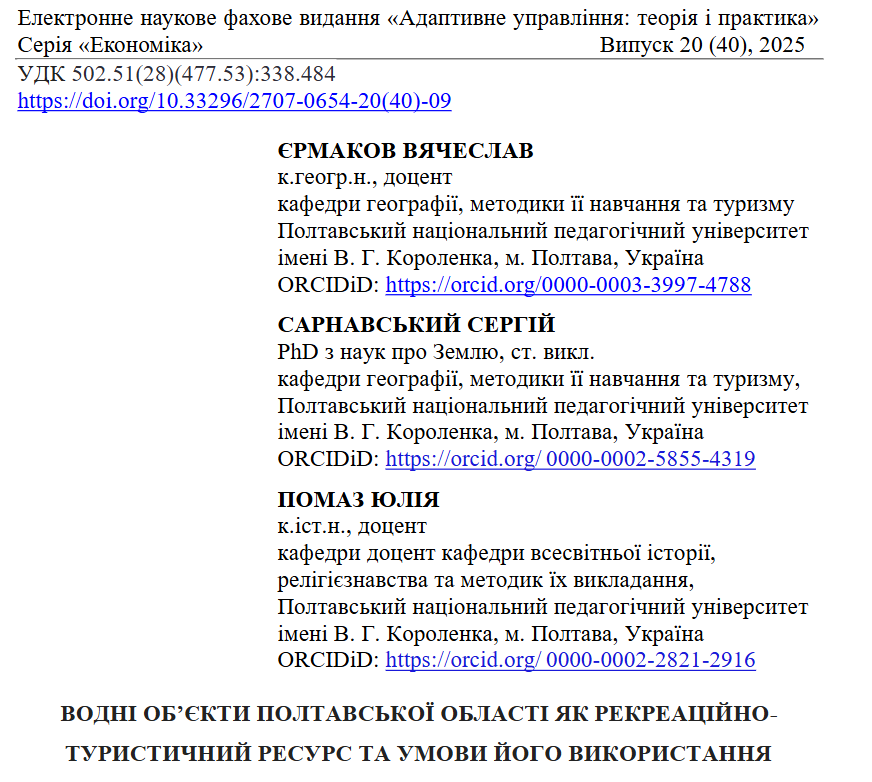 Електронне наукове фахове видання «Адаптивне управління: теорія і практика»
Серія «Економіка» Випуск 20 (40), 2025
УДК 502.51(28)(477.53):338.484
https://doi.org/10.33296/2707-0654-20(40)-09
ЄРМАКОВ ВЯЧЕСЛАВ
к.геогр.н., доцент
кафедри географії, методики її навчання та туризму
Полтавський національний педагогічний університет
імені В. Г. Короленка, м. Полтава, Україна
ORCIDiD: https://orcid.org/0000-0003-3997-4788
САРНАВСЬКИЙ СЕРГІЙ
PhD з наук про Землю, ст. викл.
кафедри географії, методики її навчання та туризму,
Полтавський національний педагогічний університет
імені В. Г. Короленка, м. Полтава, Україна
ORCIDiD: https://orcid.org/ 0000-0002-5855-4319
ПОМАЗ ЮЛІЯ
к.іст.н., доцент
кафедри доцент кафедри всесвітньої історії,
релігієзнавства та методик їх викладання,
Полтавський національний педагогічний університет
імені В. Г. Короленка, м. Полтава, Україна
ORCIDiD: https://orcid.org/ 0000-0002-2821-2916
ВОДНІ ОБ’ЄКТИ ПОЛТАВСЬКОЇ ОБЛАСТІ ЯК РЕКРЕАЦІЙНО-
ТУРИСТИЧНИЙ РЕСУРС ТА УМОВИ ЙОГО ВИКОРИСТАННЯ